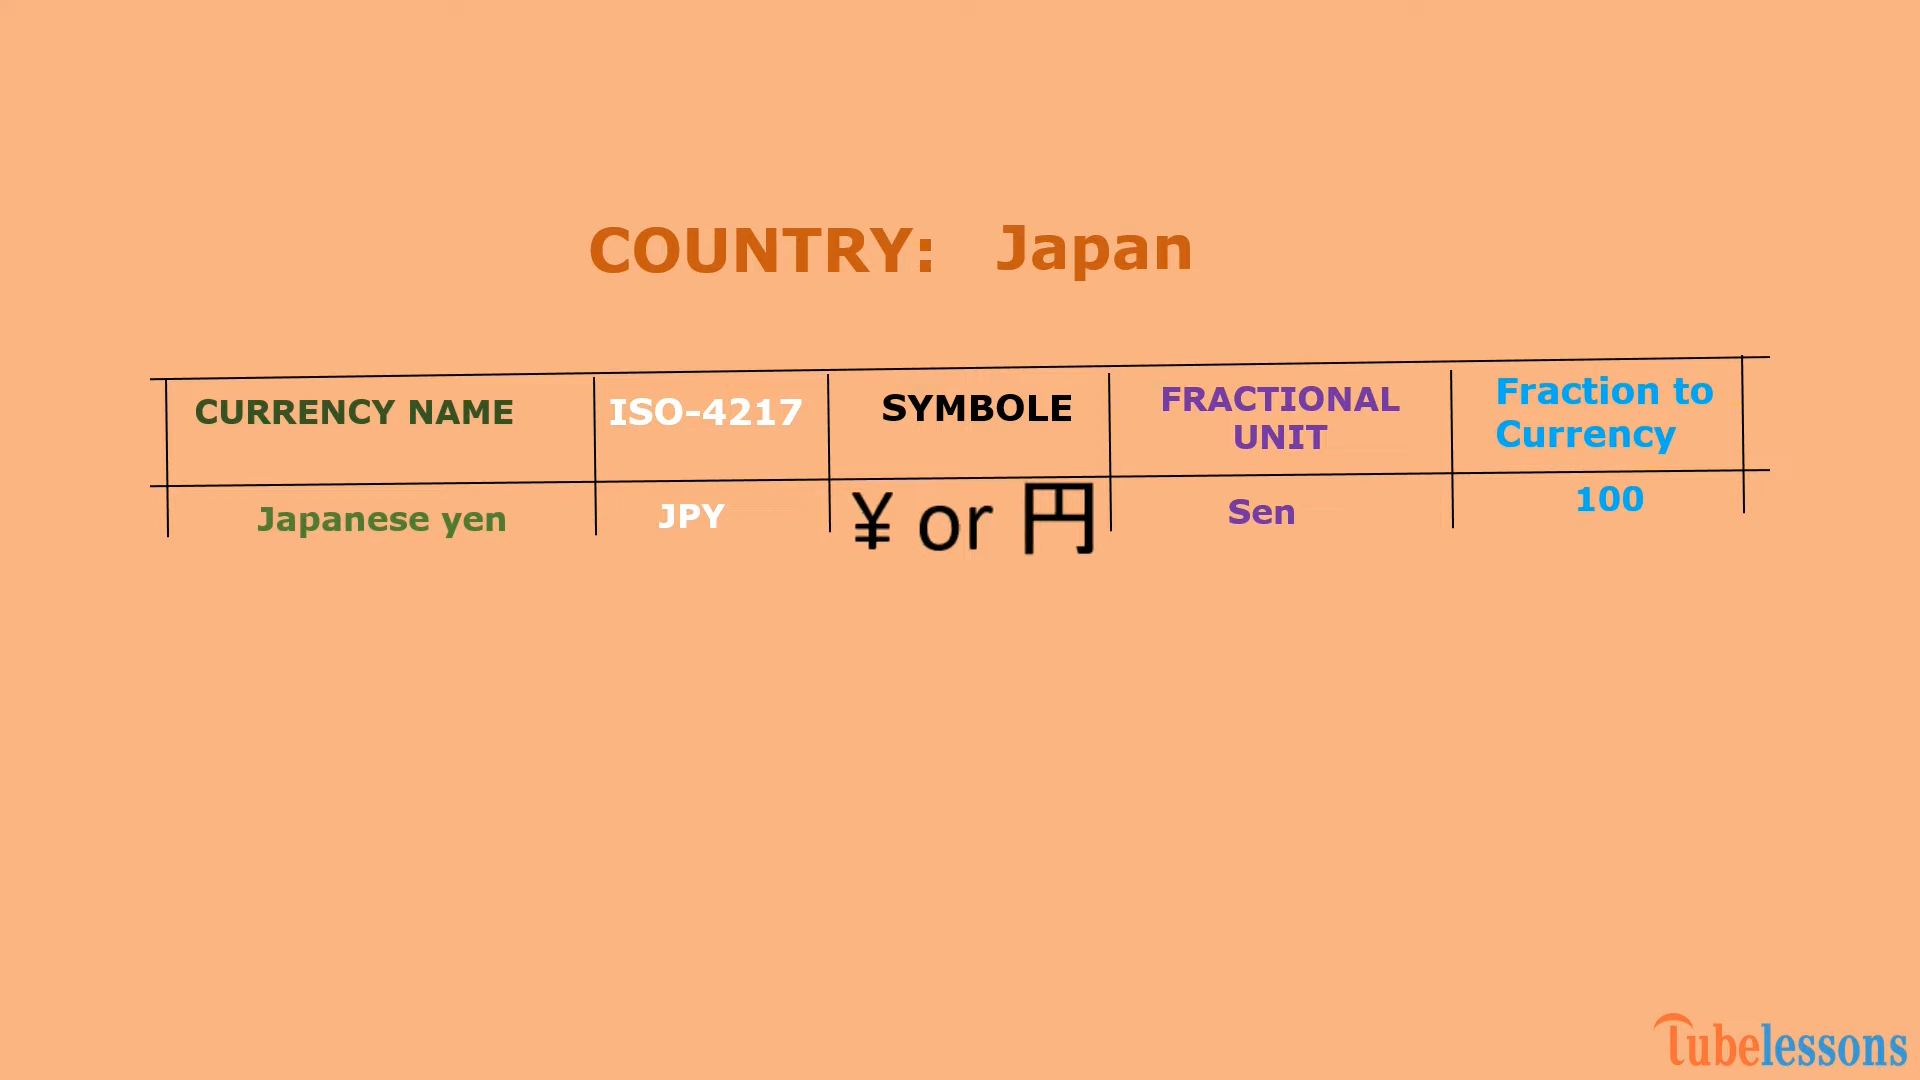 COUNTRY: Japan
CURRENCY NAME
ISO-4217
SYMBOLE
FRACTIONAL
UNIT
Fraction to
Currency
Japanese yen
JPY
¥ or 円
Sen
100
Tubelessons